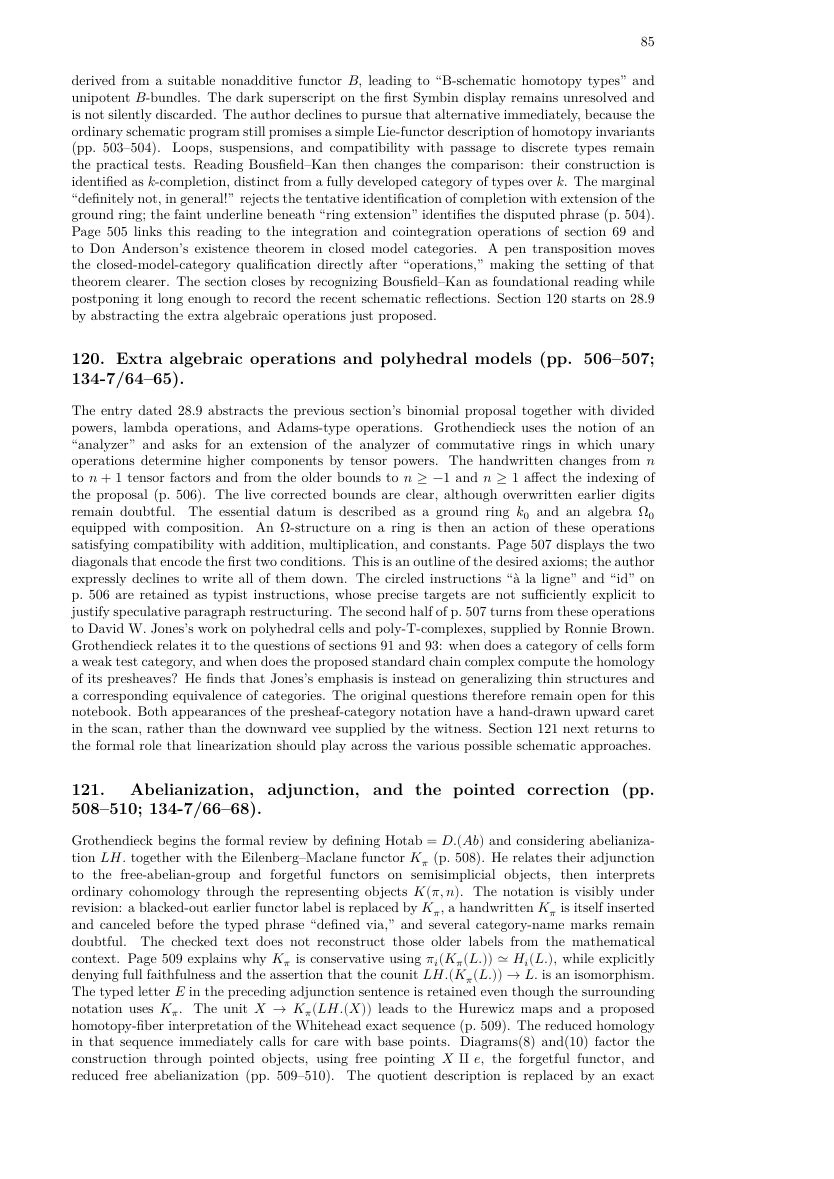 85
derived from a suitable nonadditive functor B, leading to “B-schematic homotopy types” and
unipotent B-bundles. The dark superscript on the first Symbin display remains unresolved and
is not silently discarded. The author declines to pursue that alternative immediately, because the
ordinary schematic program still promises a simple Lie-functor description of homotopy invariants
(pp. 503–504). Loops, suspensions, and compatibility with passage to discrete types remain
the practical tests. Reading Bousfield–Kan then changes the comparison: their construction is
identified as k-completion, distinct from a fully developed category of types over k. The marginal
“definitely not, in general!” rejects the tentative identification of completion with extension of the
ground ring; the faint underline beneath “ring extension” identifies the disputed phrase (p. 504).
Page 505 links this reading to the integration and cointegration operations of section 69 and
to Don Anderson’s existence theorem in closed model categories. A pen transposition moves
the closed-model-category qualification directly after “operations,” making the setting of that
theorem clearer. The section closes by recognizing Bousfield–Kan as foundational reading while
postponing it long enough to record the recent schematic reflections. Section 120 starts on 28.9
by abstracting the extra algebraic operations just proposed.
120. Extra algebraic operations and polyhedral models (pp. 506–507;
134-7/64–65).
The entry dated 28.9 abstracts the previous section’s binomial proposal together with divided
powers, lambda operations, and Adams-type operations. Grothendieck uses the notion of an
“analyzer” and asks for an extension of the analyzer of commutative rings in which unary
operations determine higher components by tensor powers. The handwritten changes from n
to n + 1 tensor factors and from the older bounds to n ≥ −1 and n ≥ 1 affect the indexing of
the proposal (p. 506). The live corrected bounds are clear, although overwritten earlier digits
remain doubtful. The essential datum is described as a ground ring k₀ and an algebra Ω₀
equipped with composition. An Ω-structure on a ring is then an action of these operations
satisfying compatibility with addition, multiplication, and constants. Page 507 displays the two
diagonals that encode the first two conditions. This is an outline of the desired axioms; the author
expressly declines to write all of them down. The circled instructions “à la ligne” and “id” on
p. 506 are retained as typist instructions, whose precise targets are not sufficiently explicit to
justify speculative paragraph restructuring. The second half of p. 507 turns from these operations
to David W. Jones’s work on polyhedral cells and poly-T-complexes, supplied by Ronnie Brown.
Grothendieck relates it to the questions of sections 91 and 93: when does a category of cells form
a weak test category, and when does the proposed standard chain complex compute the homology
of its presheaves? He finds that Jones’s emphasis is instead on generalizing thin structures and
a corresponding equivalence of categories. The original questions therefore remain open for this
notebook. Both appearances of the presheaf-category notation have a hand-drawn upward caret
in the scan, rather than the downward vee supplied by the witness. Section 121 next returns to
the formal role that linearization should play across the various possible schematic approaches.
121. Abelianization, adjunction, and the pointed correction (pp.
508–510; 134-7/66–68).
Grothendieck begins the formal review by defining Hotab = D.(Ab) and considering abelianiza-
tion LH. together with the Eilenberg–Maclane functor K_π (p. 508). He relates their adjunction
to the free-abelian-group and forgetful functors on semisimplicial objects, then interprets
ordinary cohomology through the representing objects K(π, n). The notation is visibly under
revision: a blacked-out earlier functor label is replaced by K_π, a handwritten K_π is itself inserted
and canceled before the typed phrase “defined via,” and several category-name marks remain
doubtful. The checked text does not reconstruct those older labels from the mathematical
context. Page 509 explains why K_π is conservative using π_i(K_π(L.)) ≃ H_i(L.), while explicitly
denying full faithfulness and the assertion that the counit LH.(K_π(L.)) → L. is an isomorphism.
The typed letter E in the preceding adjunction sentence is retained even though the surrounding
notation uses K_π. The unit X → K_π(LH.(X)) leads to the Hurewicz maps and a proposed
homotopy-fiber interpretation of the Whitehead exact sequence (p. 509). The reduced homology
in that sequence immediately calls for care with base points. Diagrams(8) and(10) factor the
construction through pointed objects, using free pointing X ⨿ e, the forgetful functor, and
reduced free abelianization (pp. 509–510). The quotient description is replaced by an exact